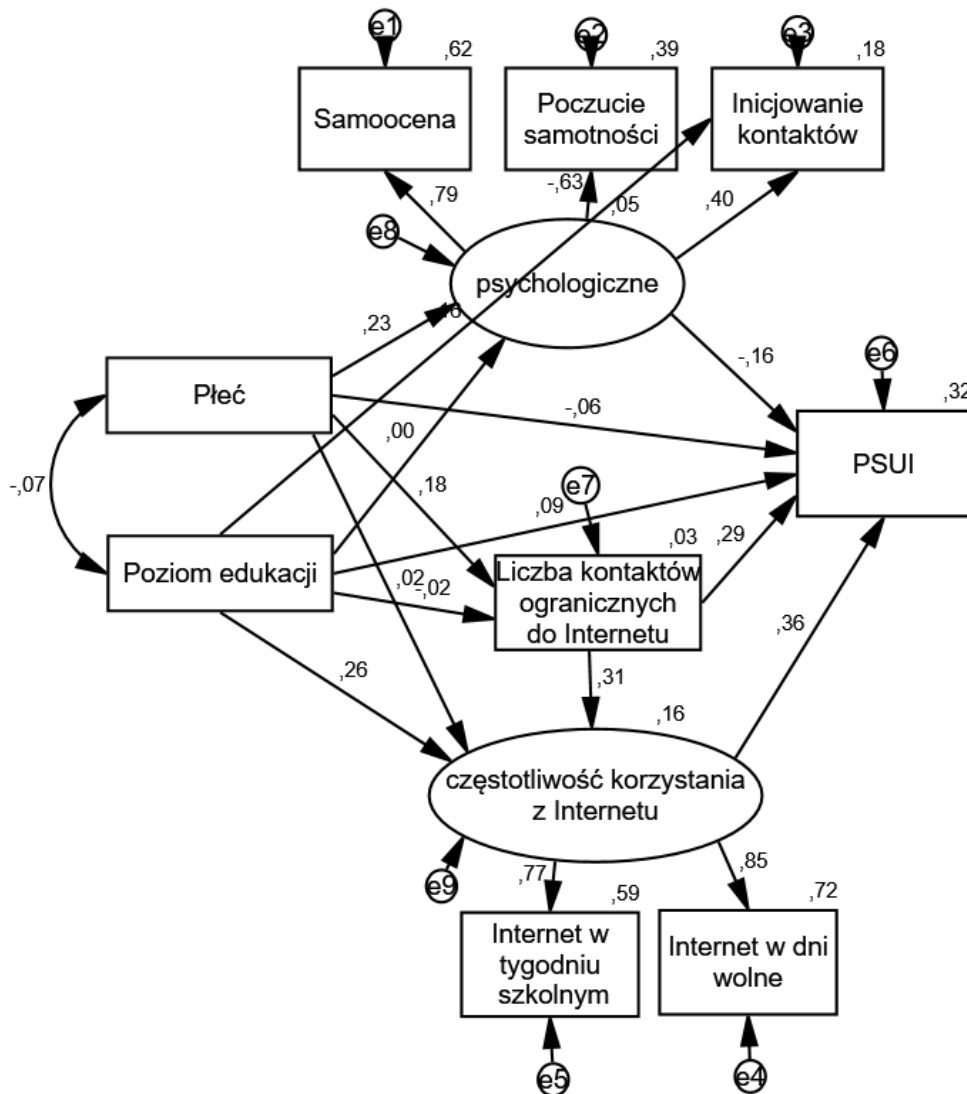 e1
e2
e3
,62
,39
,18
Samoocena
Poczucie
samotności
Inicjowanie
kontaktów
,79
-,63
,05
,40
e8
psychologiczne
,23
-,16
e6
,32
Płeć
-,06
PSUI
,00
-,07
,18
e7
,09
,03
,29
Poziom edukacji
Liczba kontaktów
ogranicznych
do Internetu
,02
-,02
,36
,26
,31
,16
częstotliwość korzystania
z Internetu
e9
,77
,85
,59
,72
Internet w
tygodniu
szkolnym
Internet w dni
wolne
e5
e4